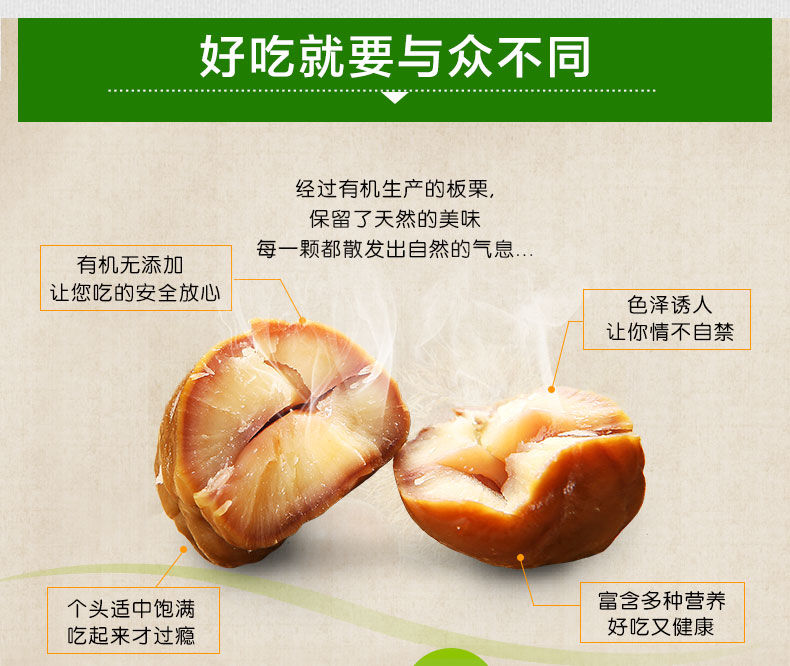 好吃就要与众不同
经过有机生产的板栗,
保留了天然的美味
每一颗都散发出自然的气息...
有机无添加
让您吃的安全放心
色泽诱人
让你情不自禁
个头适中饱满
吃起来才过瘾
富含多种营养
好吃又健康